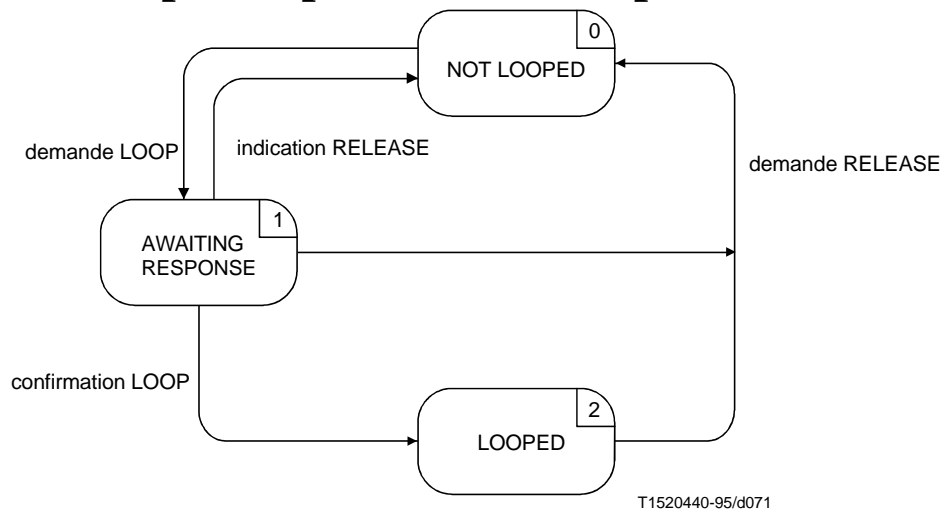 0
NOT LOOPED
demande LOOP
indication RELEASE
demande RELEASE
1
AWAITING
RESPONSE
confirmation LOOP
2
LOOPED
T1520440-95/d071